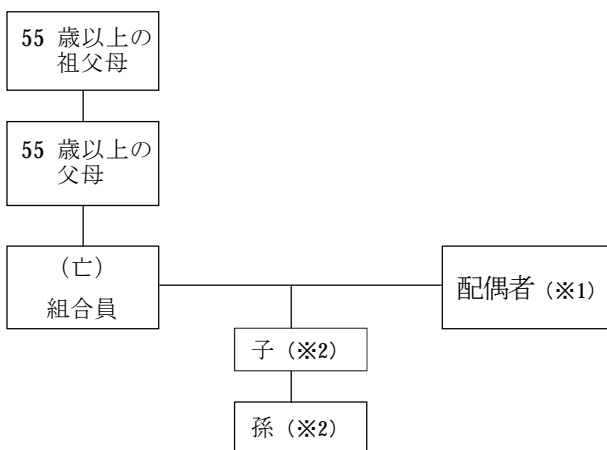 55 歳以上の
祖父母
55 歳以上の
父母
(亡)
組合員
配偶者 (※1)
子 (※2)
孫 (※2)